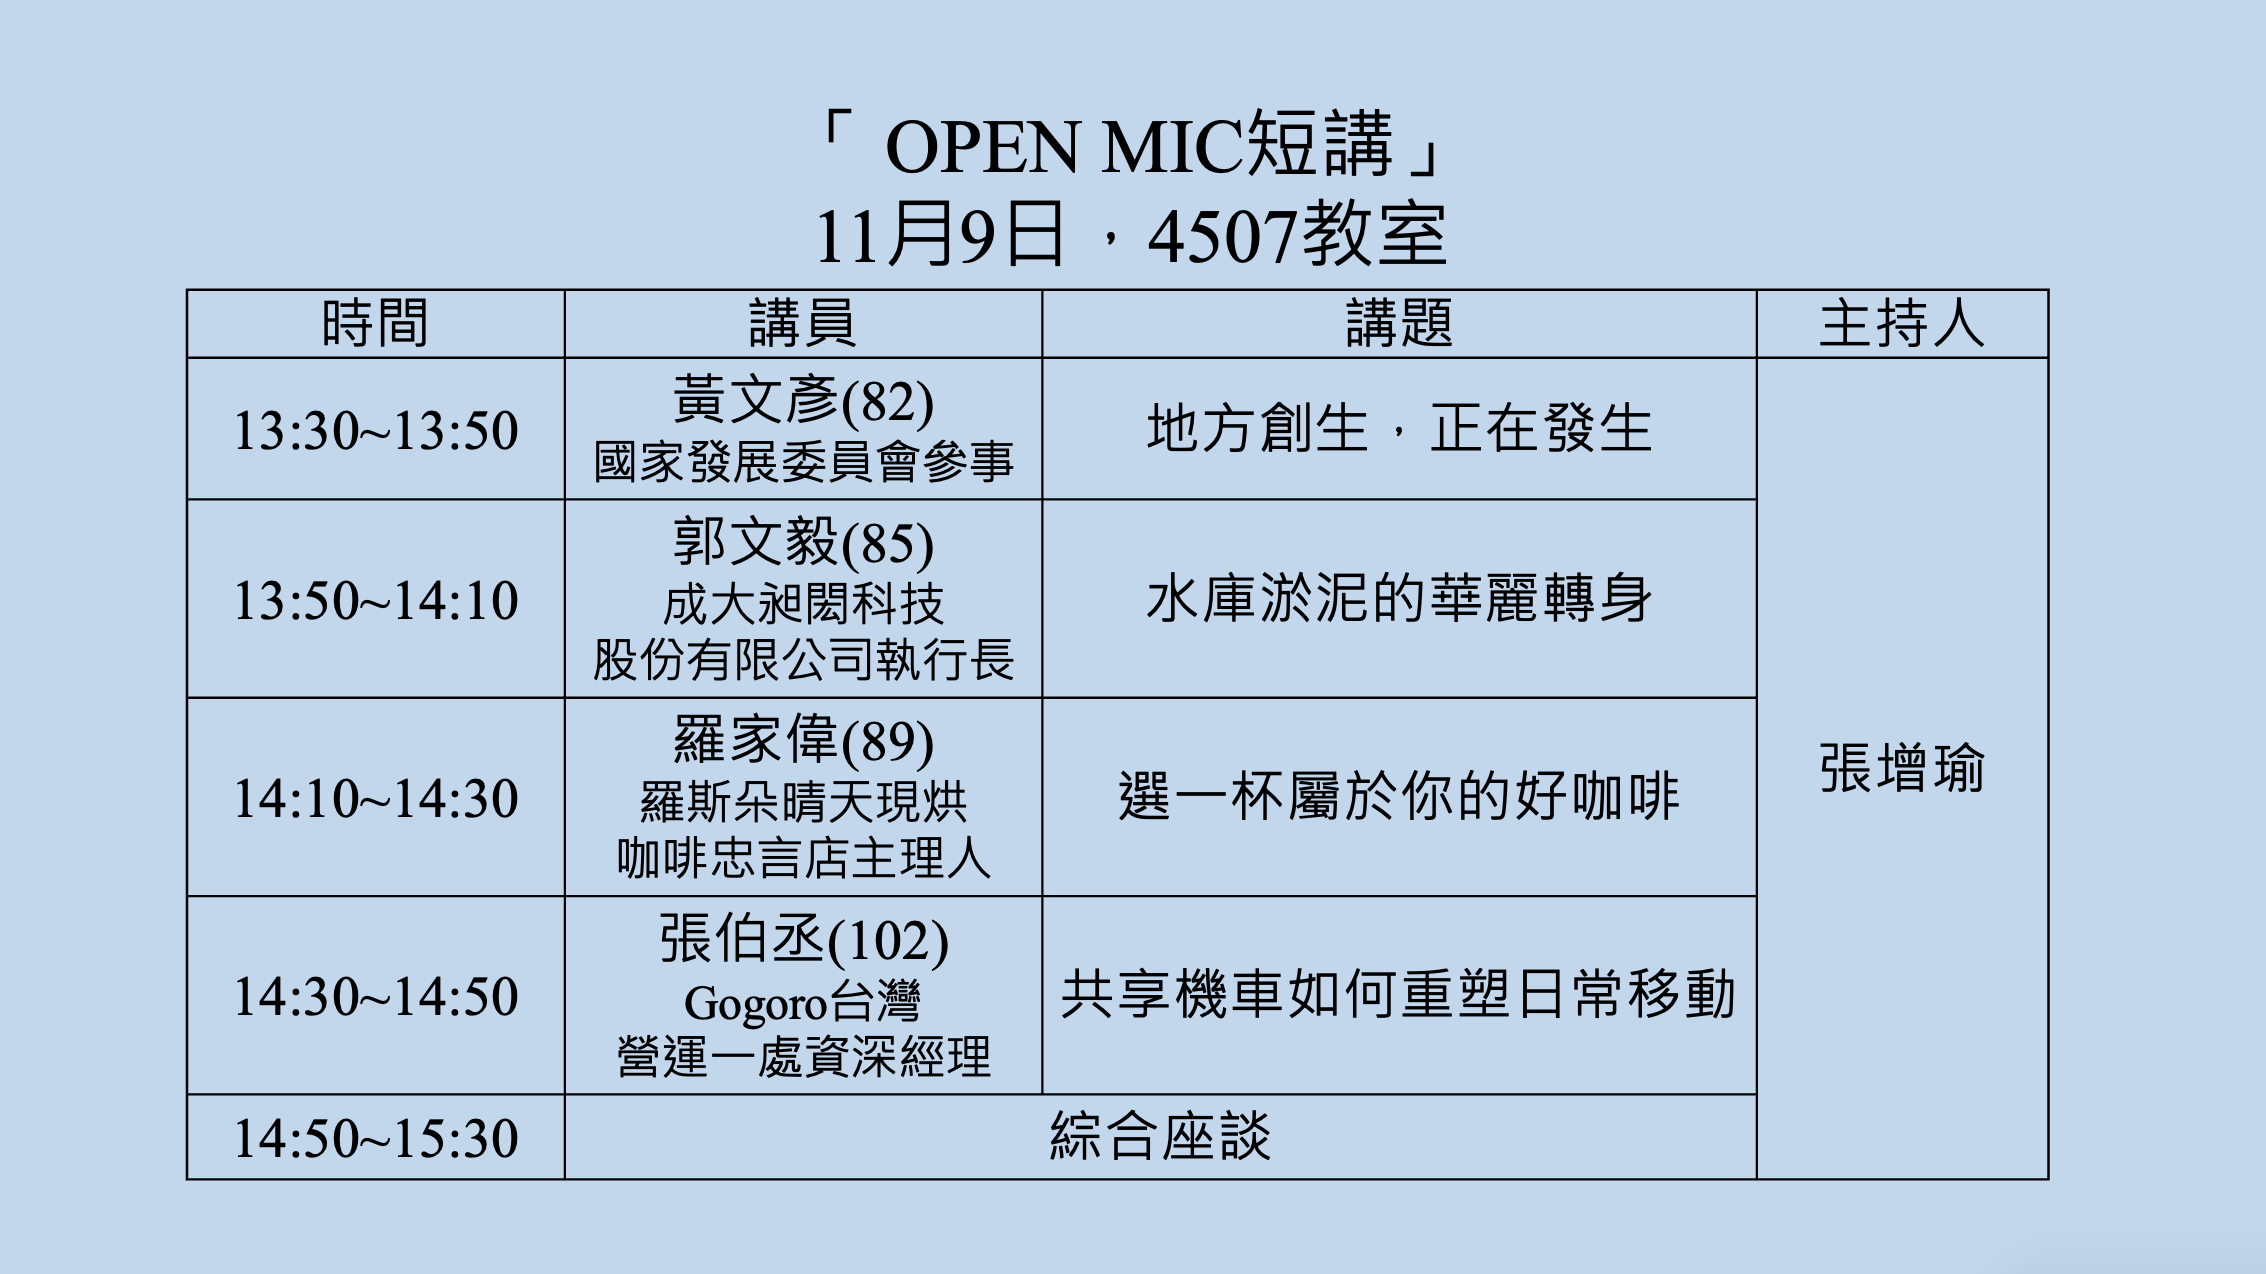 「 OPEN MIC短講」
11月9日，4507教室
時間 講員 講題 主持人
13:30~13:50
黃文彥(82)
國家發展委員會參事
地方創生，正在發生
13:50~14:10
郭文毅(85)
成大昶閎科技
股份有限公司執行長
水庫淤泥的華麗轉身
14:10~14:30
羅家偉(89)
羅斯朵晴天現烘
咖啡忠言店主理人
選一杯屬於你的好咖啡
14:30~14:50
張伯丞(102)
Gogoro台灣
營運一處資深經理
共享機車如何重塑日常移動
14:50~15:30
綜合座談
張增瑜